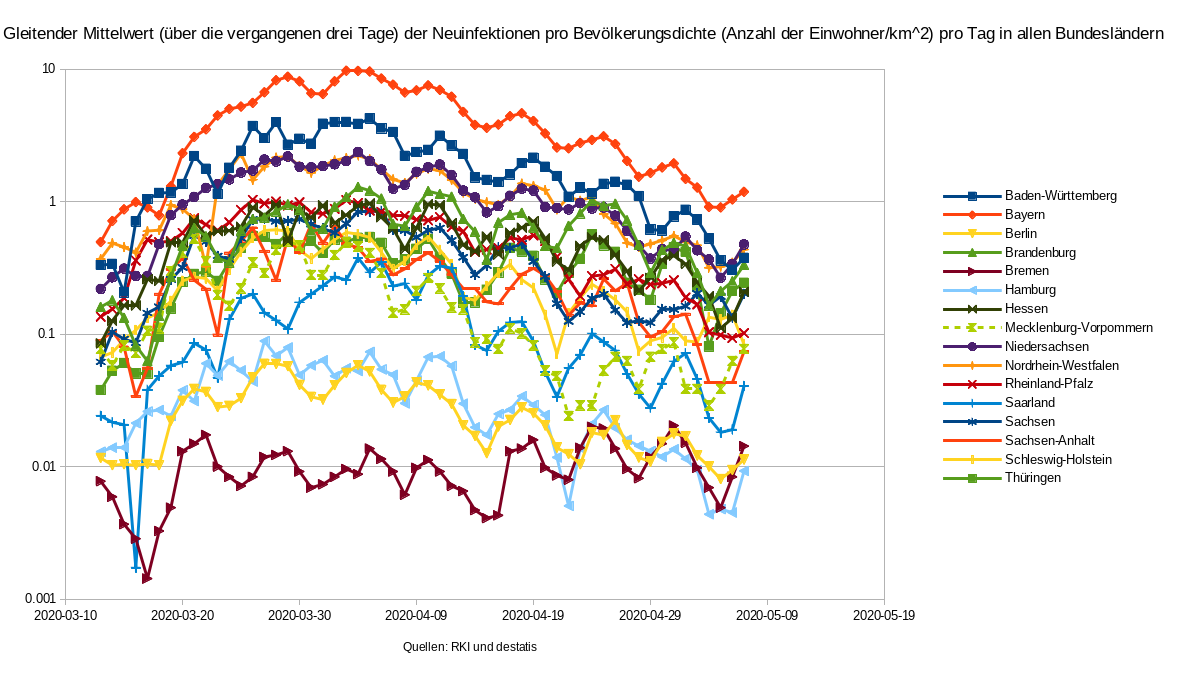 Gleitender Mittelwert (über die vergangenen drei Tage) der Neuinfektionen pro Bevölkerungsdichte (Anzahl der Einwohner/km^2) pro Tag in allen Bundesländern
10
1
0.1
0.01
0.001
2020-03-10 2020-03-20 2020-03-30 2020-04-09 2020-04-19 2020-04-29 2020-05-09 2020-05-19
Quellen: RKI und destatis
Baden-Württemberg
Bayern
Berlin
Brandenburg
Bremen
Hamburg
Hessen
Mecklenburg-Vorpommern
Niedersachsen
Nordrhein-Westfalen
Rheinland-Pfalz
Saarland
Sachsen
Sachsen-Anhalt
Schleswig-Holstein
Thüringen